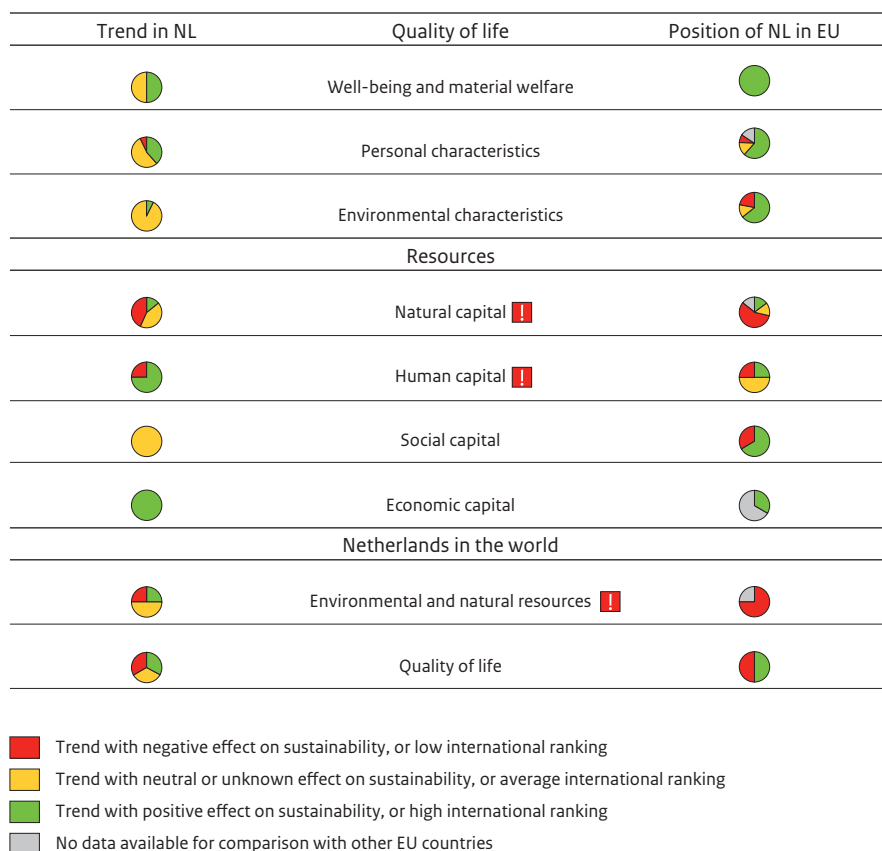 Trend in NL Quality of life Position of NL in EU
Well-being and material welfare
Personal characteristics
Environmental characteristics
Resources
Natural capital !
Human capital !
Social capital
Economic capital
Netherlands in the world
Environmental and natural resources !
Quality of life
Trend with negative effect on sustainability, or low international ranking
Trend with neutral or unknown effect on sustainability, or average international ranking
Trend with positive effect on sustainability, or high international ranking
No data available for comparison with other EU countries